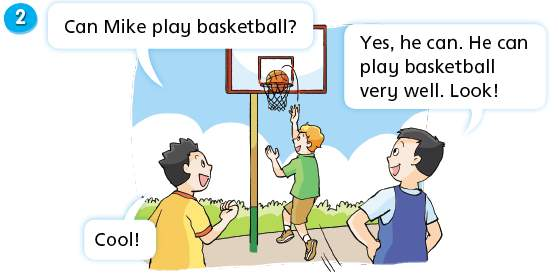 2
Can Mike play basketball?
Yes, he can. He can
play basketball
very well. Look!
Cool!